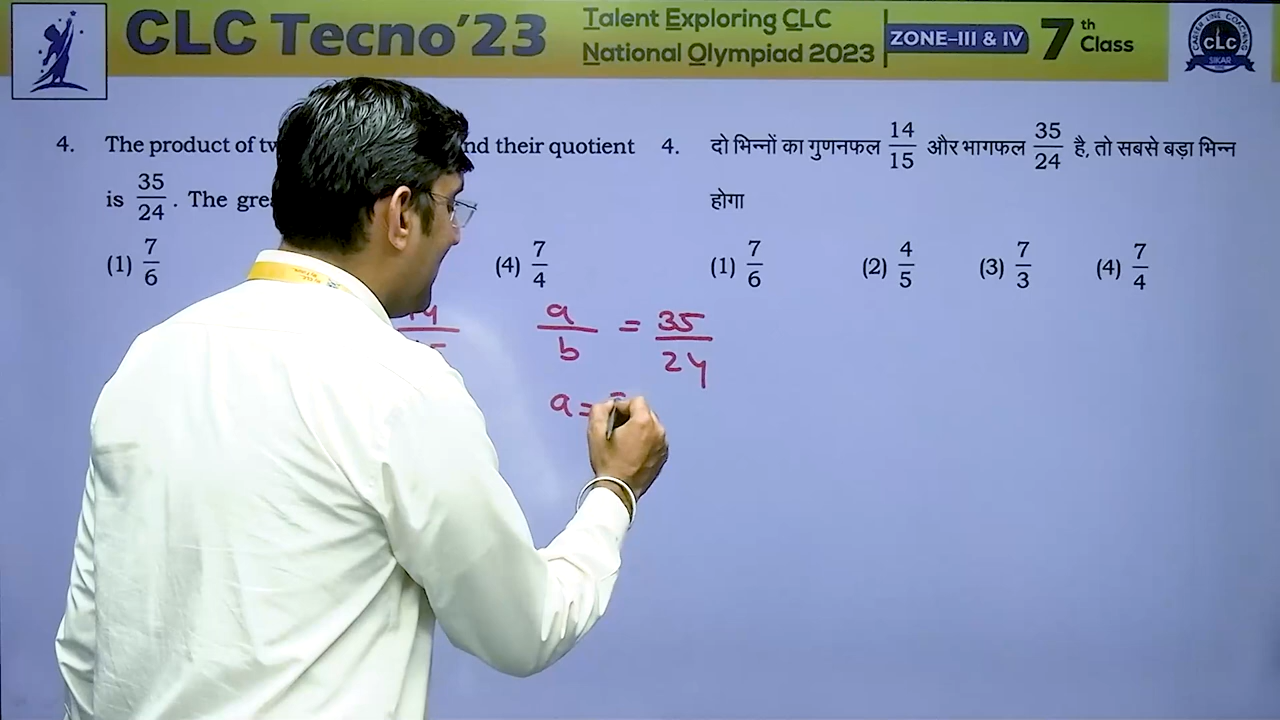 CLC Tecno'23
Talent Exploring CLC
National Olympiad 2023
ZONE-III & IV
7th Class
CAREER LINE COACHING
CLC
SIKAR
4. The product of nd their quotient
is 35/24. The
(1) 7/6 (4) 7/4
4. दो भिन्नों का गुणनफल 14/15 और भागफल 35/24 है, तो सबसे बड़ा भिन्न
होगा
(1) 7/6 (2) 4/5 (3) 7/3 (4) 7/4
a/b = 35/24
a =